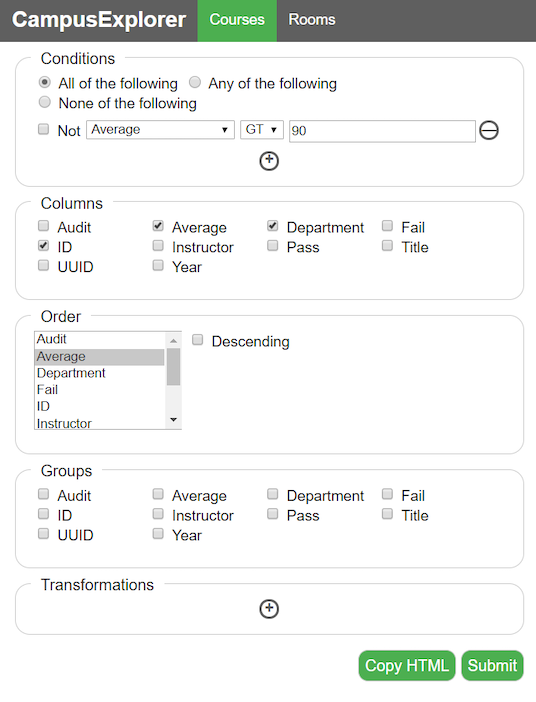 CampusExplorer Courses Rooms
Conditions
All of the following Any of the following
None of the following
Not Average GT 90
Columns
Audit Average Department Fail
ID Instructor Pass Title
UUID Year
Order
Audit
Average
Department
Fail
ID
Instructor
Descending
Groups
Audit Average Department Fail
ID Instructor Pass Title
UUID Year
Transformations
Copy HTML Submit